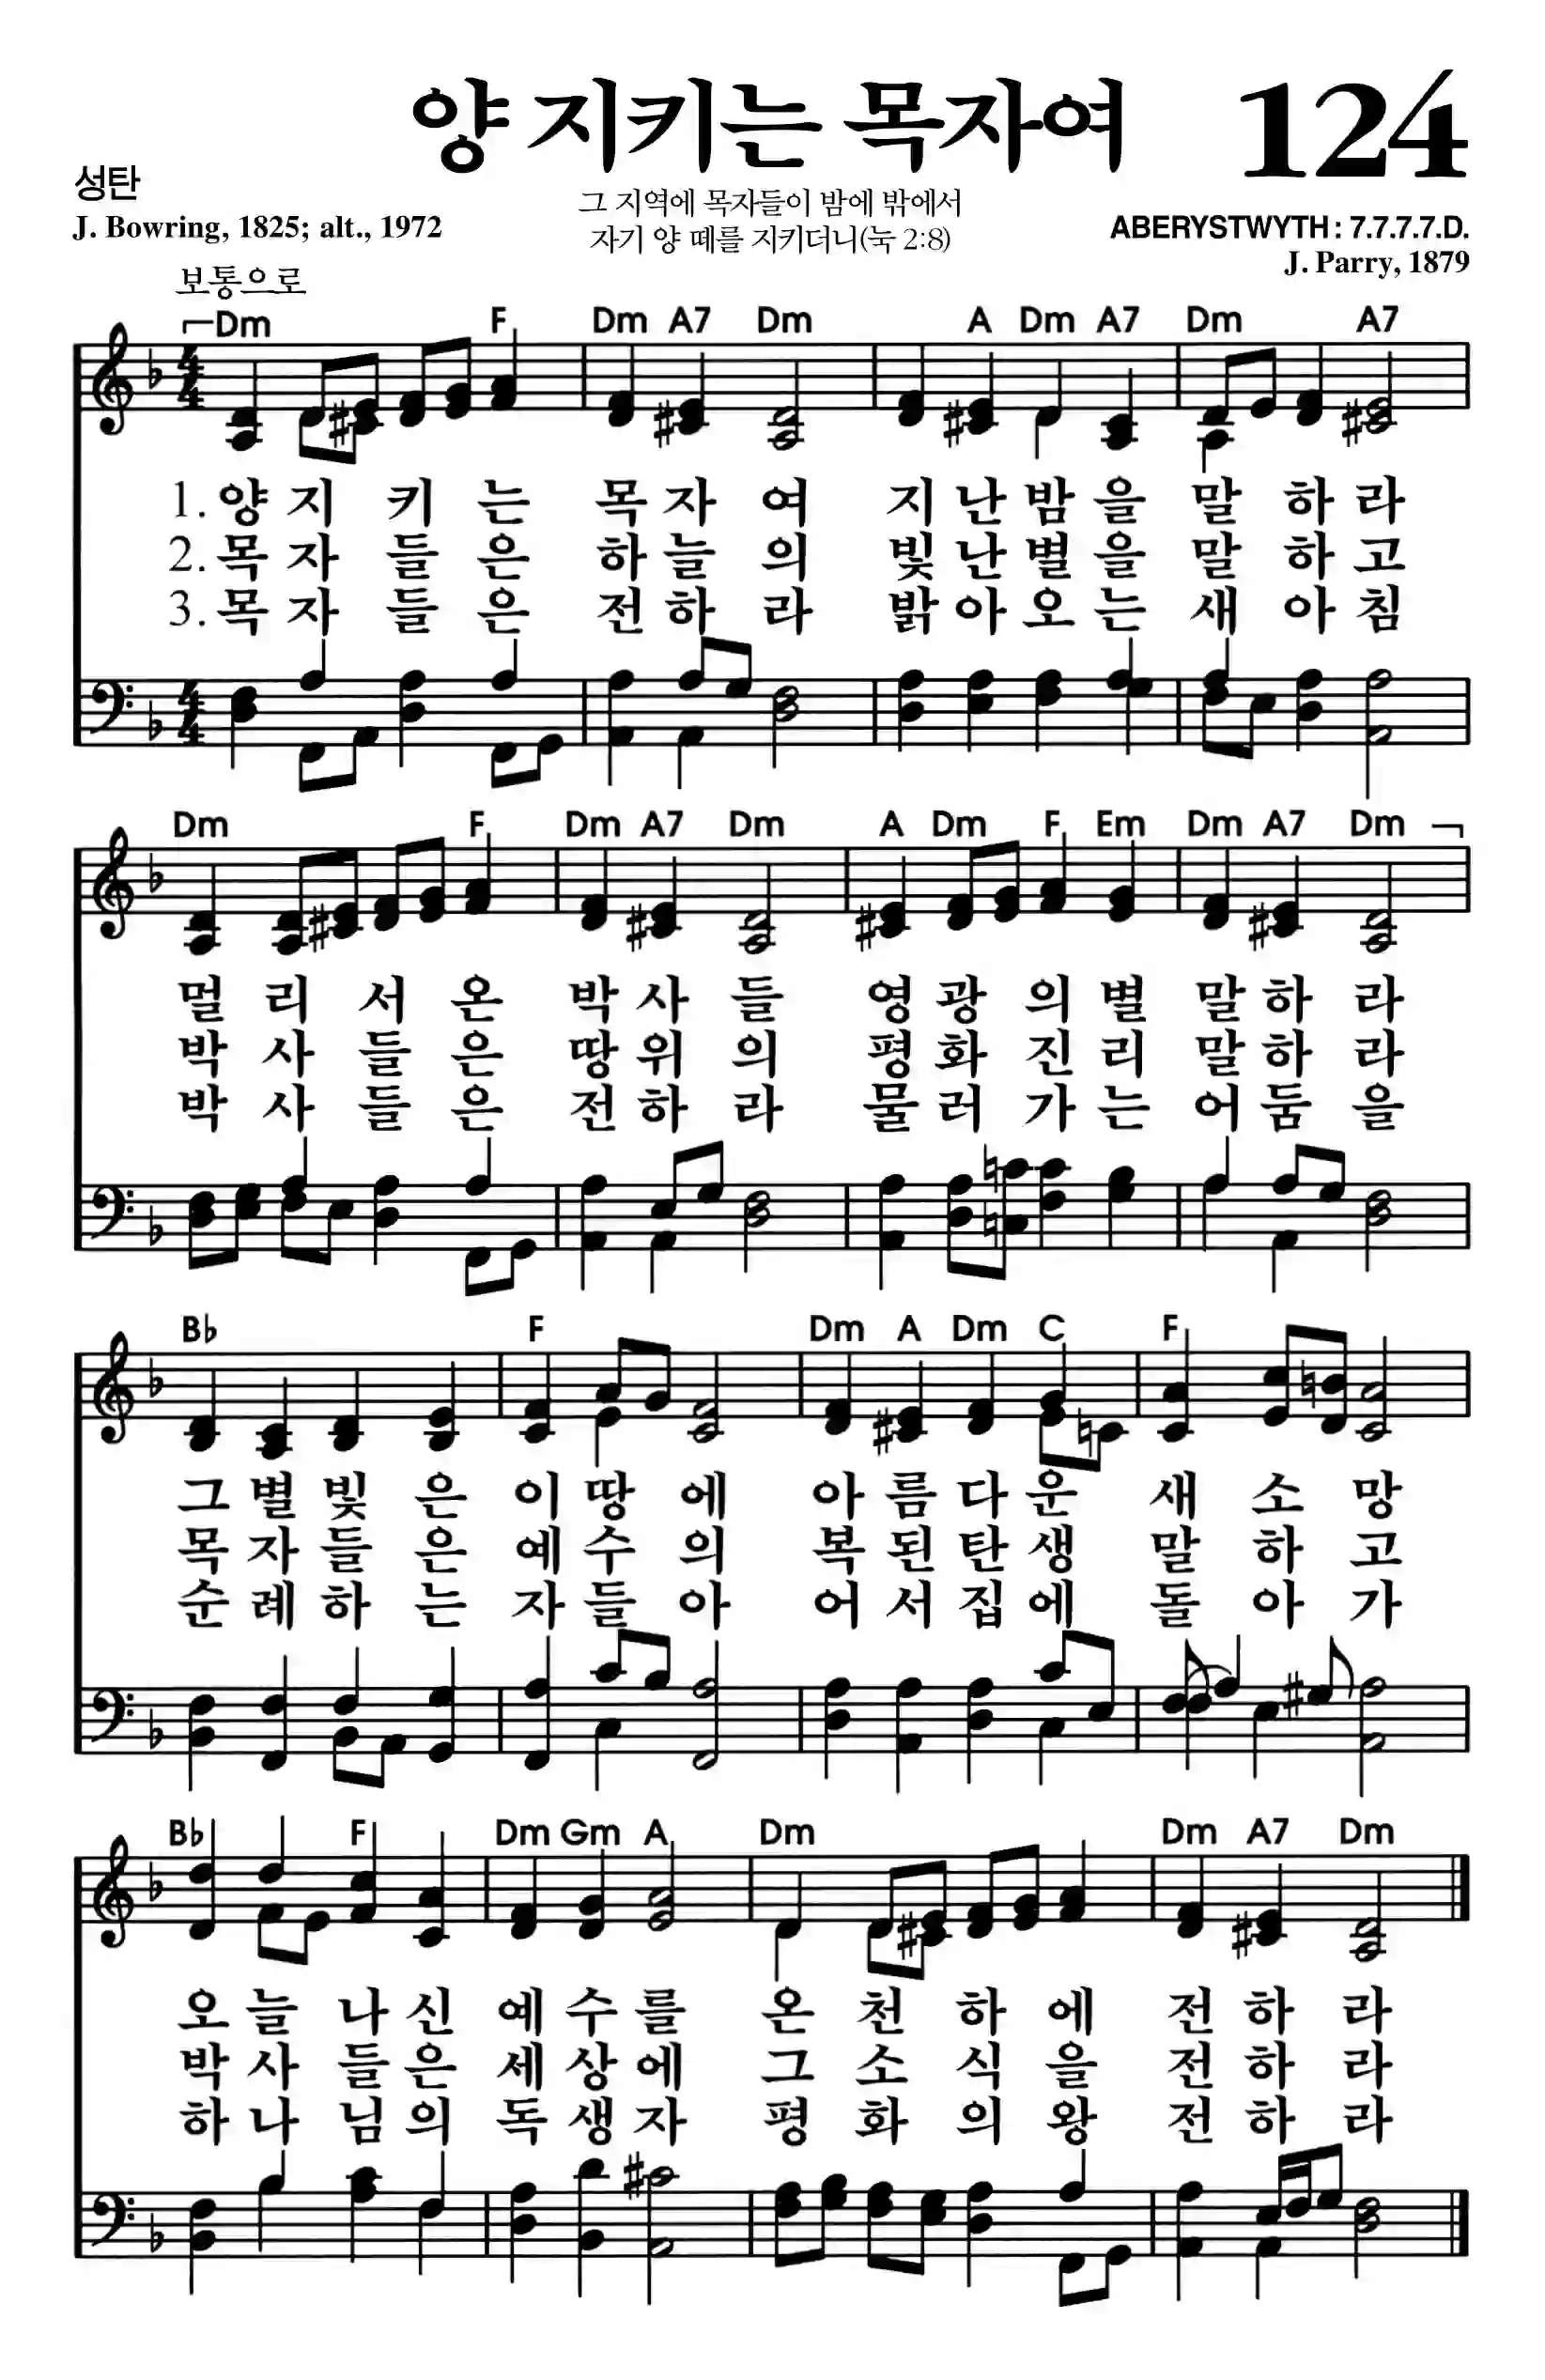 양 지키는 목자여 124
성탄
그 지역에 목자들이 밤에 밖에서
J. Bowring, 1825; alt., 1972
자기 양 떼를 지키더니(눅 2:8)
ABERYSTWYTH : 7.7.7.7.D.
J. Parry, 1879
보통으로
Dm F Dm A7 Dm A Dm A7 Dm A7
1. 양 지 키 는 목 자 여 지 난 밤 을 말 하 라
2. 목 자 들 은 하 늘 의 빛 난 별 을 말 하 고
3. 목 자 들 은 전 하 라 밝 아 오 는 새 아 침
Dm F Dm A7 Dm A Dm F Em Dm A7 Dm
멀 리 서 온 박 사 들 영 광 의 별 말 하 라
박 사 들 은 땅 위 의 평 화 진 리 말 하 라
박 사 들 은 전 하 라 물 러 가 는 어 둠 을
B♭ F Dm A Dm C F
그 별 빛 은 이 땅 에 아 름 다 운 새 소 망
목 자 들 은 예 수 의 복 된 탄 생 말 하 고
순 례 하 는 자 들 아 어 서 집 에 돌 아 가
B♭ F Dm Gm A Dm Dm A7 Dm
오 늘 나 신 예 수 를 온 천 하 에 전 하 라
박 사 들 은 세 상 에 그 소 식 을 전 하 라
하 나 님 의 독 생 자 평 화 의 왕 전 하 라